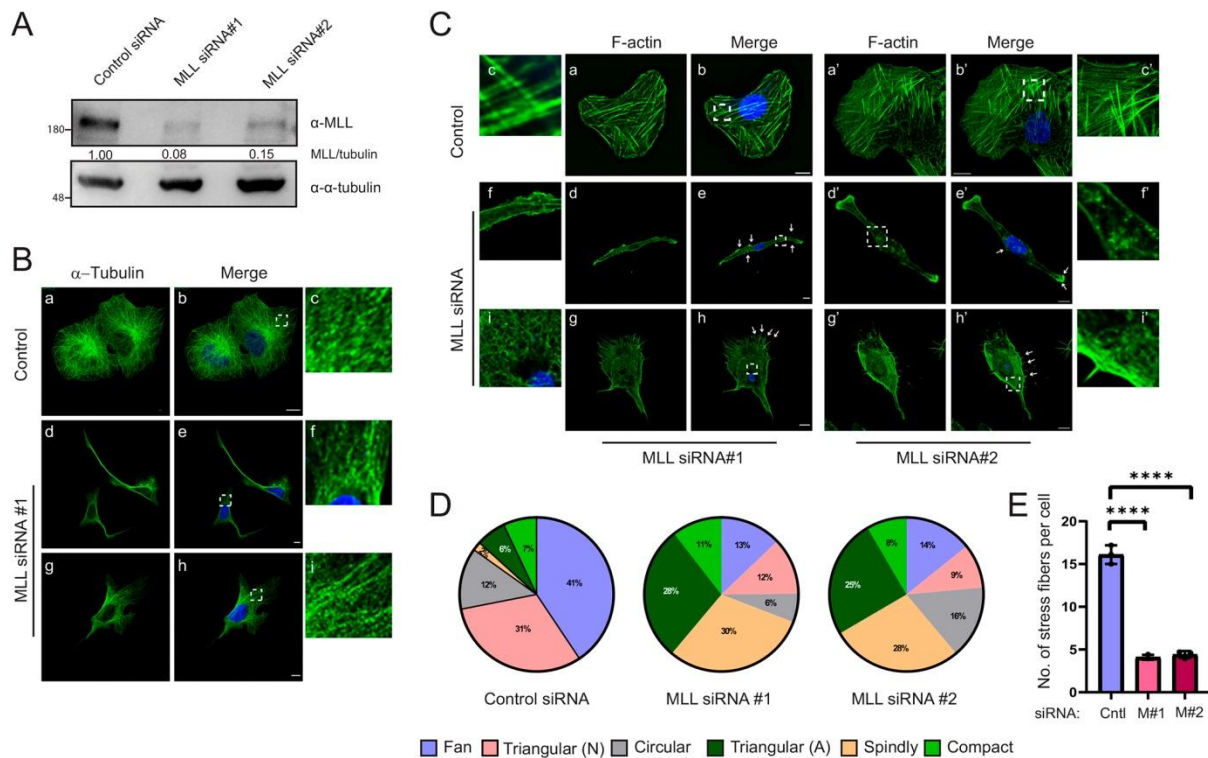 A
Control siRNA
MLL siRNA#1
MLL siRNA#2
180
α-MLL
1.00 0.08 0.15 MLL/tubulin
48
α-α-tubulin
B
α–Tubulin Merge
Control
a b c
MLL siRNA #1
d e f
g h i
C
F-actin Merge F-actin Merge
Control
c a b a' b' c'
MLL siRNA
f d e d' e' f'
i g h g' h' i'
MLL siRNA#1 MLL siRNA#2
D
41%
31%
12%
2%
6%
7%
Control siRNA
13%
12%
6%
30%
28%
11%
MLL siRNA #1
14%
9%
16%
28%
25%
8%
MLL siRNA #2
Fan Triangular (N) Circular Triangular (A) Spindly Compact
E
****
****
No. of stress fibers per cell
20
15
10
5
0
siRNA: Cntl M#1 M#2